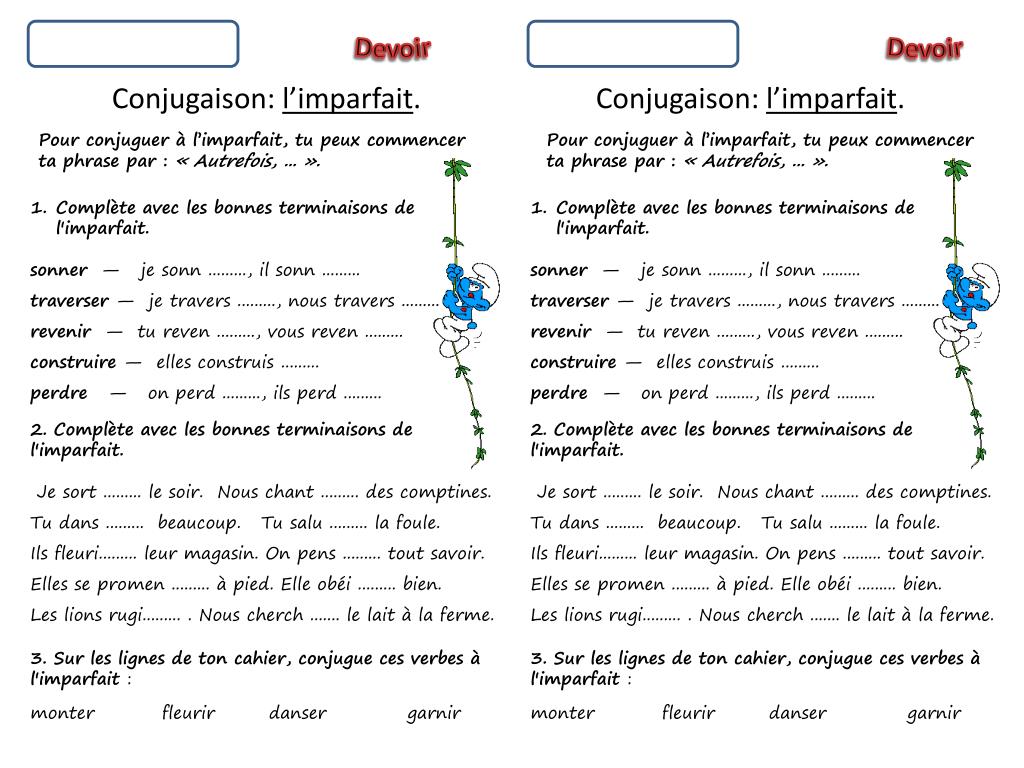 Devoir
Conjugaison: l’imparfait.
Pour conjuguer à l’imparfait, tu peux commencer
ta phrase par : « Autrefois, ... ».
1. Complète avec les bonnes terminaisons de
l'imparfait.
sonner — je sonn ........., il sonn .........
traverser — je travers ........., nous travers .........
revenir — tu reven ........., vous reven .........
construire — elles construis .........
perdre — on perd ........., ils perd .........
2. Complète avec les bonnes terminaisons de
l'imparfait.
Je sort ......... le soir. Nous chant ......... des comptines.
Tu dans ......... beaucoup. Tu salu ......... la foule.
Ils fleuri......... leur magasin. On pens ......... tout savoir.
Elles se promen ......... à pied. Elle obéi ......... bien.
Les lions rugi......... . Nous cherch ....... le lait à la ferme.
3. Sur les lignes de ton cahier, conjugue ces verbes à
l'imparfait :
monter fleurir danser garnir
Devoir
Conjugaison: l’imparfait.
Pour conjuguer à l’imparfait, tu peux commencer
ta phrase par : « Autrefois, ... ».
1. Complète avec les bonnes terminaisons de
l'imparfait.
sonner — je sonn ........., il sonn .........
traverser — je travers ........., nous travers .........
revenir — tu reven ........., vous reven .........
construire — elles construis .........
perdre — on perd ........., ils perd .........
2. Complète avec les bonnes terminaisons de
l'imparfait.
Je sort ......... le soir. Nous chant ......... des comptines.
Tu dans ......... beaucoup. Tu salu ......... la foule.
Ils fleuri......... leur magasin. On pens ......... tout savoir.
Elles se promen ......... à pied. Elle obéi ......... bien.
Les lions rugi......... . Nous cherch ....... le lait à la ferme.
3. Sur les lignes de ton cahier, conjugue ces verbes à
l'imparfait :
monter fleurir danser garnir